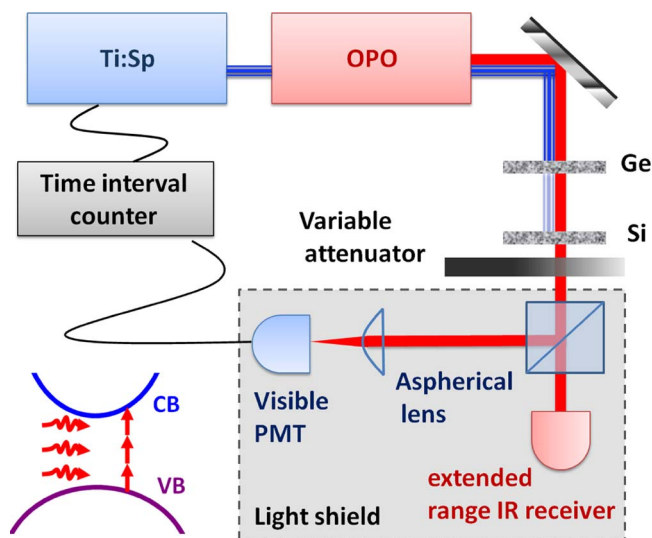 Ti:Sp
OPO
Time interval
counter
Ge
Si
Variable
attenuator
Visible
PMT
Aspherical
lens
CB
VB
extended
range IR receiver
Light shield